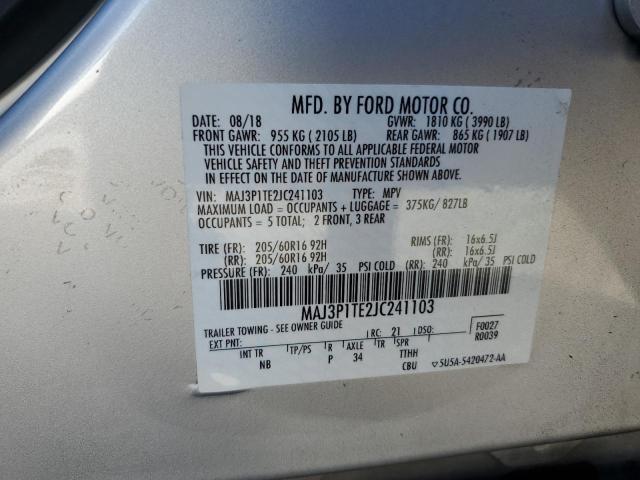 MFD. BY FORD MOTOR CO.
DATE: 08/18 GVWR: 1810 KG ( 3990 LB)
FRONT GAWR: 955 KG ( 2105 LB) REAR GAWR: 865 KG ( 1907 LB)
THIS VEHICLE CONFORMS TO ALL APPLICABLE FEDERAL MOTOR
VEHICLE SAFETY AND THEFT PREVENTION STANDARDS
IN EFFECT ON THE DATE OF MANUFACTURE SHOWN ABOVE.
VIN: MAJ3P1TE2JC241103 TYPE: MPV
MAXIMUM LOAD = OCCUPANTS + LUGGAGE = 375KG/ 827LB
OCCUPANTS = 5 TOTAL; 2 FRONT, 3 REAR
TIRE (FR): 205/60R16 92H RIMS (FR): 16x6.5J
(RR): 205/60R16 92H (RR): 16x6.5J
PRESSURE (FR): 240 kPa/ 35 PSI COLD (RR): 240 kPa/ 35 PSI COLD
MAJ3P1TE2JC241103
TRAILER TOWING - SEE OWNER GUIDE
EXT PNT: RC: 21 DSO: F0027
R0039
INT TR TP/PS R AXLE TR SPR
NB P 34 TTHH
CBU 5U5A-5420472-AA